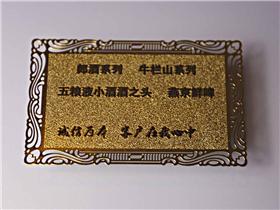 郎酒系列 牛栏山系列
五粮液小酒酒之头 燕京鲜啤
诚信为本 客户在我心中